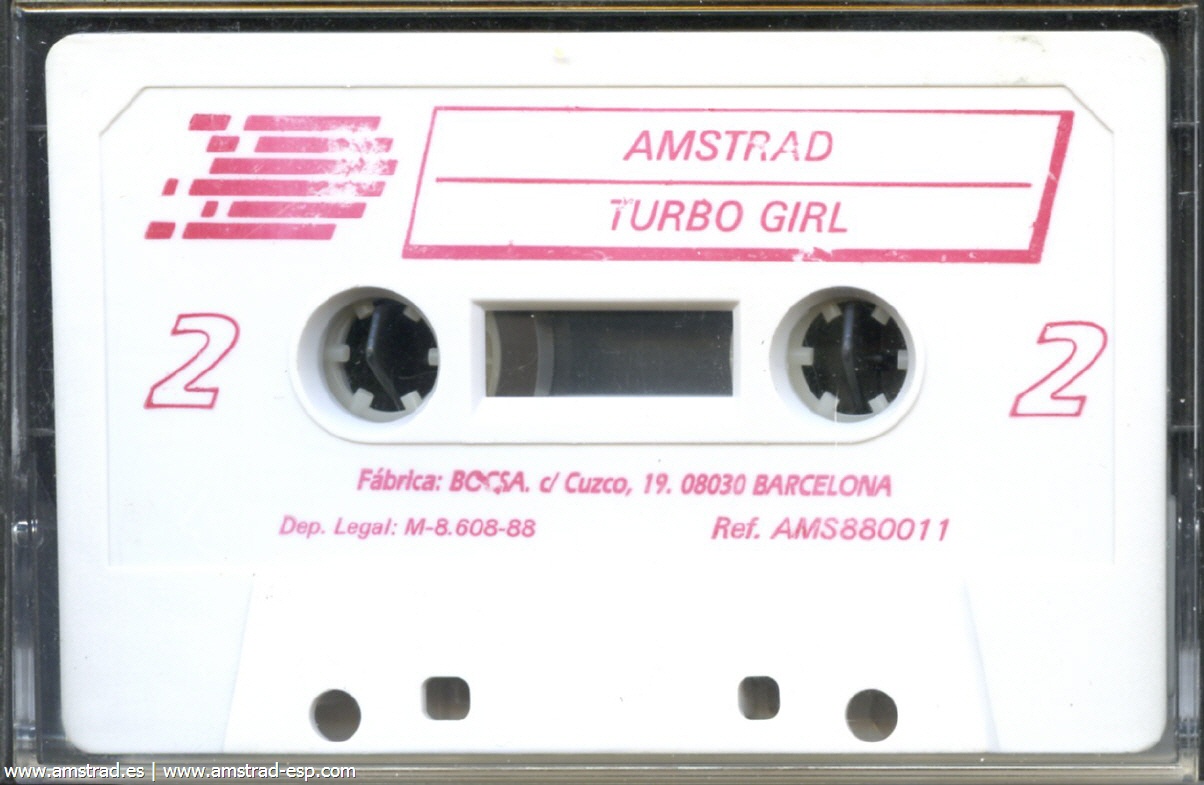 AMSTRAD
TURBO GIRL
2 2
Fábrica: BOCSA. c/ Cuzco, 19. 08030 BARCELONA
Dep. Legal: M-8.608-88 Ref. AMS880011
www.amstrad.es | www.amstrad-esp.com